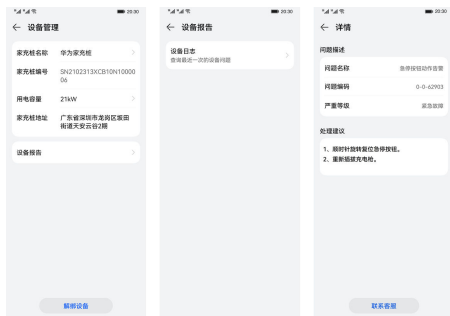 20:30
← 设备管理
家充桩名称 华为家充桩
家充桩编号 SN2102313XCB10N10000
06
用电容量 21kW
家充桩地址 广东省深圳市龙岗区坂田
街道天安云谷2期
设备报告
解绑设备
20:30
← 设备报告
设备日志
查询最近一次的设备问题
20:30
← 详情
问题描述
问题名称 急停按钮动作告警
问题编码 0-0-62903
严重等级 紧急故障
处理建议
1、顺时针旋转复位急停按钮。
2、重新插拔充电枪。
联系客服